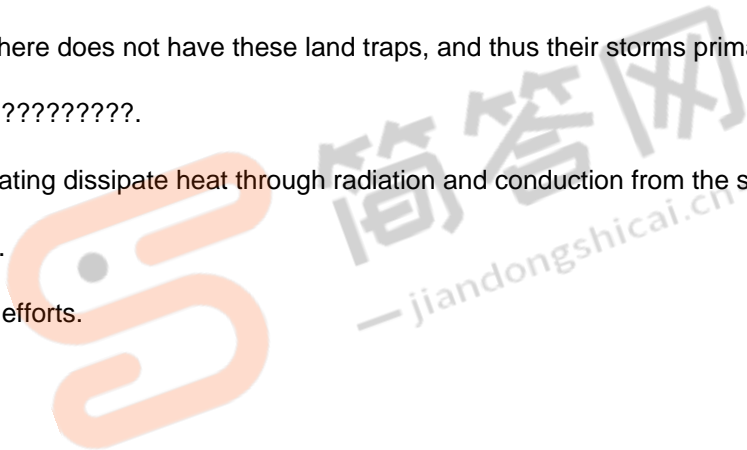 here does not have these land traps, and thus their storms prima
??????????.
ating dissipate heat through radiation and conduction from the s
.
efforts.
简答网
— jiandongshicai.cn